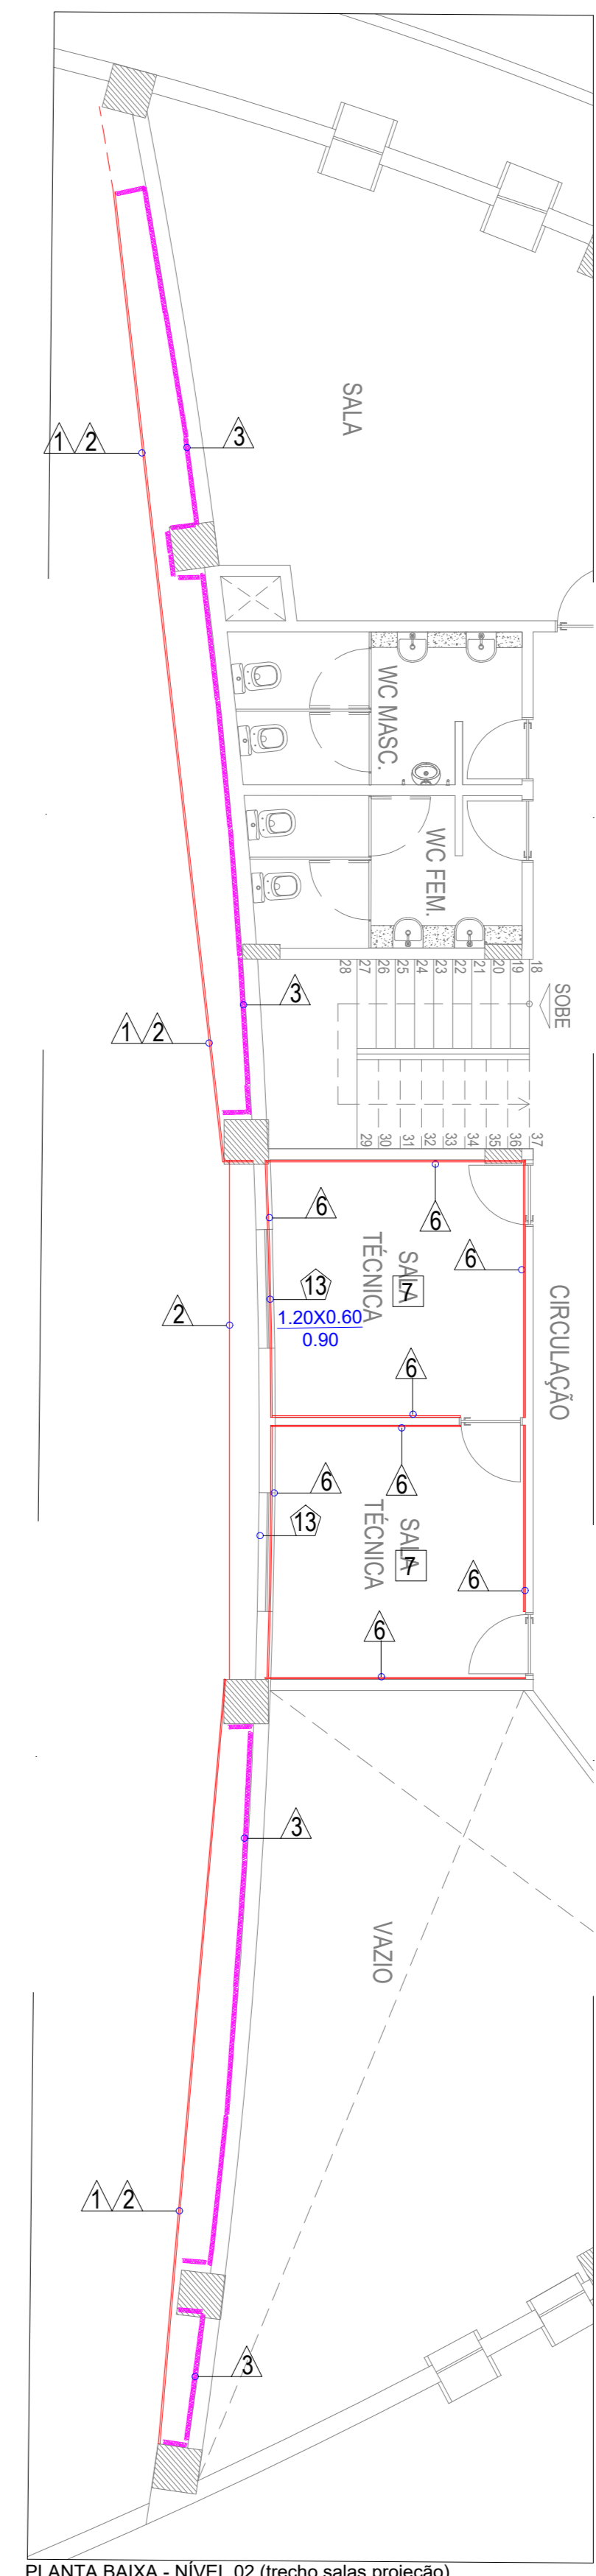 SALA
1 2
3
WC MASC.
WC FEM.
28 27 26 25 24 23 22 21 20 19 18
SOBE
3
1 2
29 30 31 32 33 34 35 36 37
6
6
6
SALA
TÉCNICA
7
13
1.20X0.60
0.90
2
CIRCULAÇÃO
6
6
6
13
SALA
TÉCNICA
7
6
6
3
VAZIO
1 2
3
PLANTA BAIXA - NÍVEL 02 (trecho salas projeção)